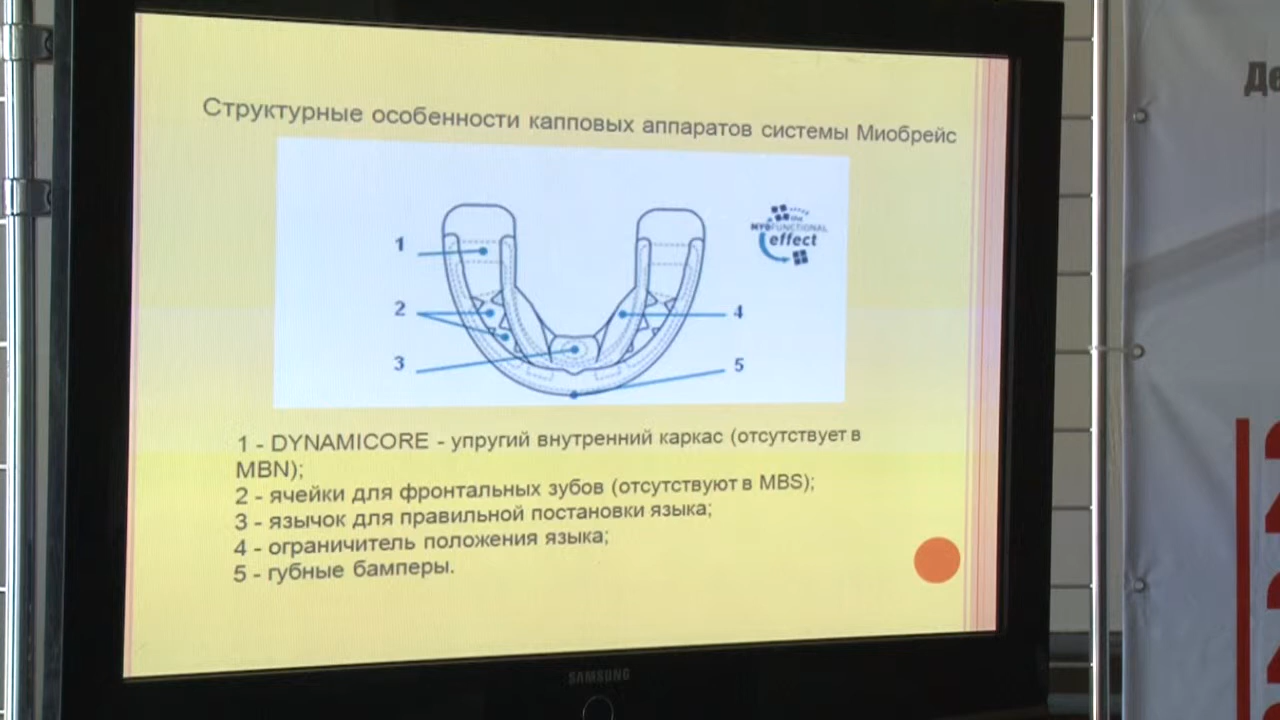 Структурные особенности капповых аппаратов системы Миобрейс
1
2
3
4
5
MYOFUNCTIONAL
effect
1 - DYNAMICORE - упругий внутренний каркас (отсутствует в
MBN);
2 - ячейки для фронтальных зубов (отсутствуют в MBS);
3 - язычок для правильной постановки языка;
4 - ограничитель положения языка;
5 - губные бамперы.
SAMSUNG